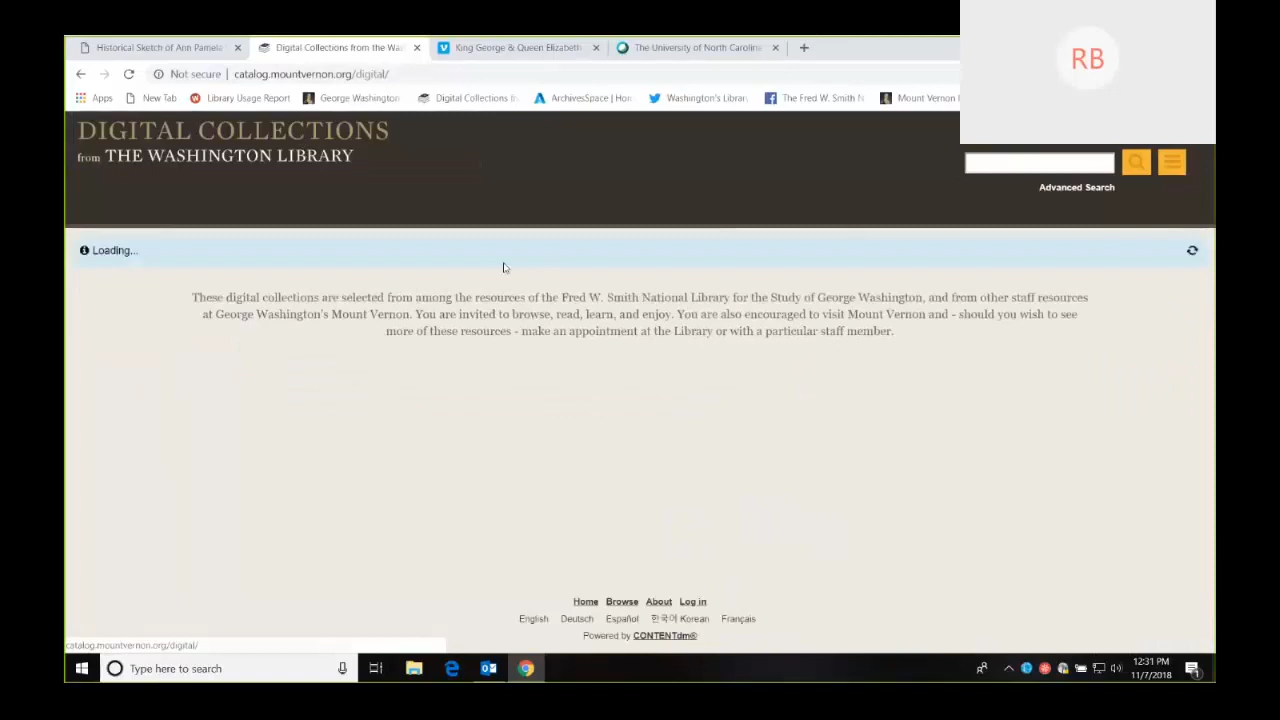 Historical Sketch of Ann Pamela
Digital Collections from the Was
King George & Queen Elizabeth
The University of North Carolina
RB
Not secure | catalog.mountvernon.org/digital/
Apps New Tab Library Usage Report George Washington Digital Collections ArchivesSpace | Hom Washington's Librar The Fred W. Smith N Mount Vernon
DIGITAL COLLECTIONS
from THE WASHINGTON LIBRARY
Advanced Search
Loading...
These digital collections are selected from among the resources of the Fred W. Smith National Library for the Study of George Washington, and from other staff resources
at George Washington's Mount Vernon. You are invited to browse, read, learn, and enjoy. You are also encouraged to visit Mount Vernon and - should you wish to see
more of these resources - make an appointment at the Library or with a particular staff member.
Home Browse About Log in
English Deutsch Español 한국어 Korean Français
Powered by CONTENTdm®
catalog.mountvernon.org/digital/
Type here to search
12:31 PM
11/7/2018
1